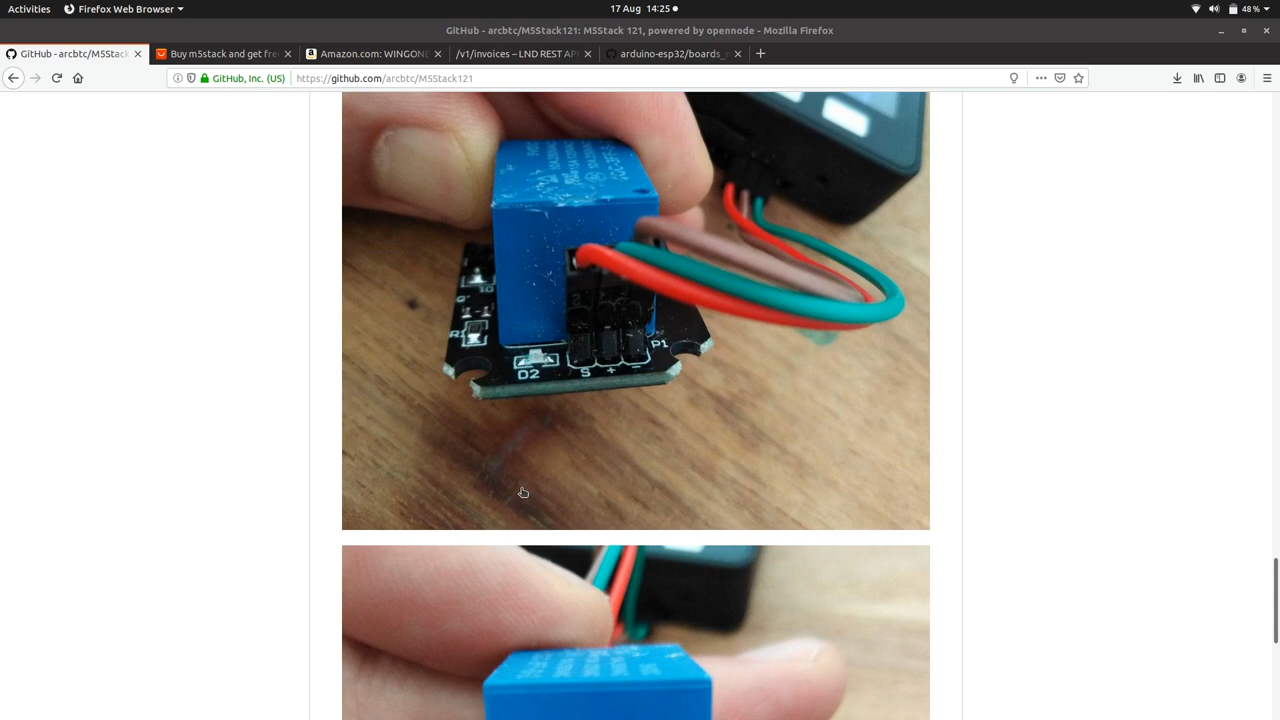 Activities
Firefox Web Browser
17 Aug 14:25
48 %
GitHub - arcbtc/M5Stack121: M5Stack 121, powered by opennode - Mozilla Firefox
GitHub - arcbtc/M5Stack
Buy m5stack and get fre
Amazon.com: WINGONE
/v1/invoices – LND REST AP
arduino-esp32/boards_
GitHub, Inc. (US)
https://github.com/arcbtc/M5Stack121
R1
D2
S + -
P1